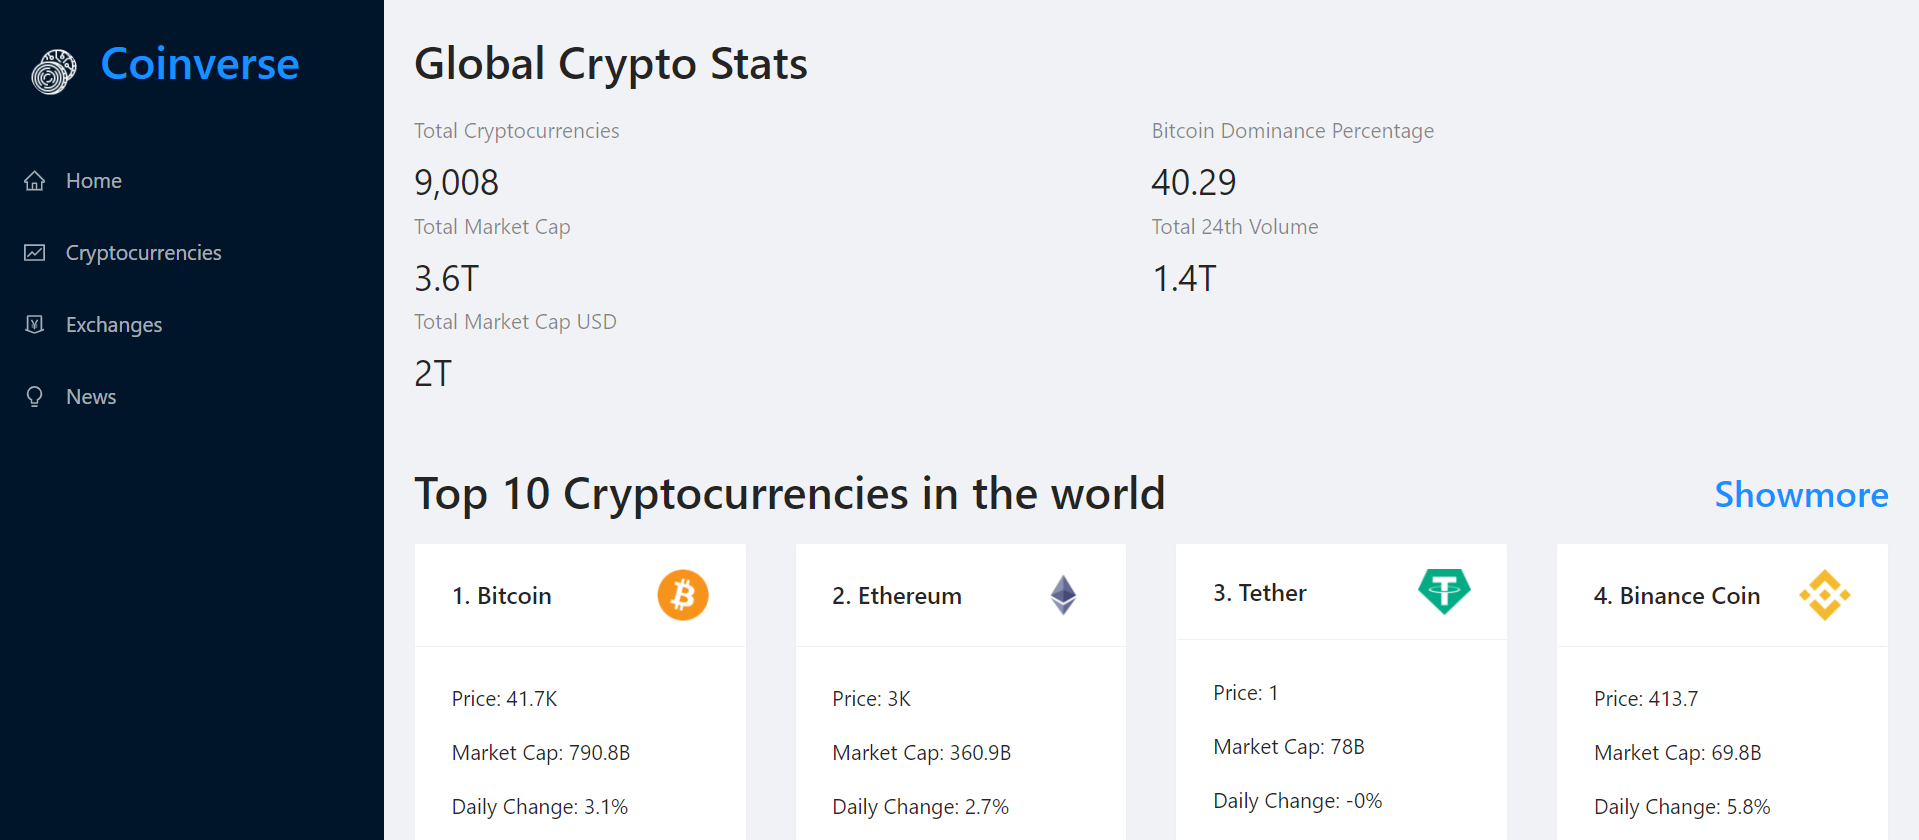 Coinverse
Home
Cryptocurrencies
Exchanges
News
Global Crypto Stats
Total Cryptocurrencies
9,008
Bitcoin Dominance Percentage
40.29
Total Market Cap
3.6T
Total 24th Volume
1.4T
Total Market Cap USD
2T
Top 10 Cryptocurrencies in the world
Showmore
1. Bitcoin
Price: 41.7K
Market Cap: 790.8B
Daily Change: 3.1%
2. Ethereum
Price: 3K
Market Cap: 360.9B
Daily Change: 2.7%
3. Tether
Price: 1
Market Cap: 78B
Daily Change: -0%
4. Binance Coin
Price: 413.7
Market Cap: 69.8B
Daily Change: 5.8%